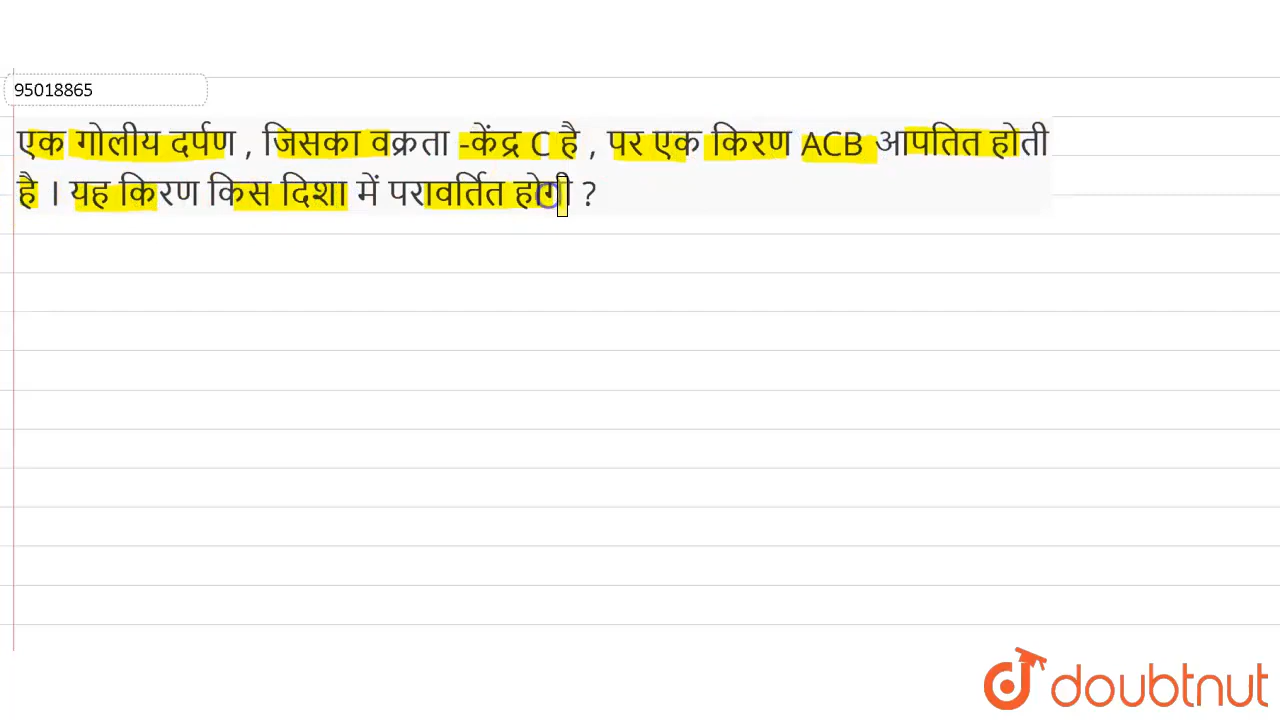 95018865
एक गोलीय दर्पण , जिसका वक्रता -केंद्र C है , पर एक किरण ACB आपतित होती
है । यह किरण किस दिशा में परावर्तित होगी ?
doubtnut